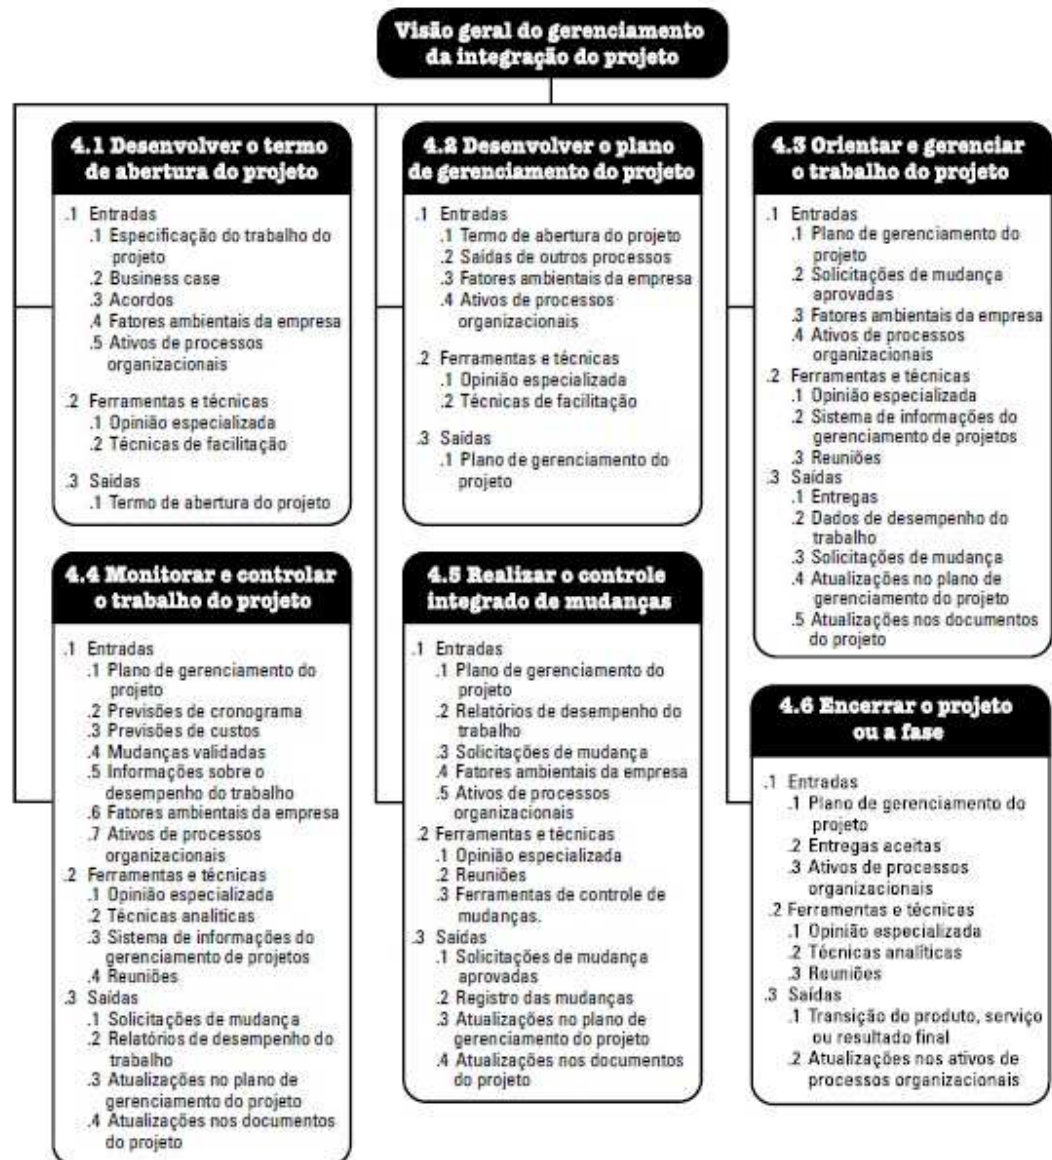 Visão geral do gerenciamento
da integração do projeto
4.1 Desenvolver o termo
de abertura do projeto
.1 Entradas
.1 Especificação do trabalho do
projeto
.2 Business case
.3 Acordos
.4 Fatores ambientais da empresa
.5 Ativos de processos
organizacionais
.2 Ferramentas e técnicas
.1 Opinião especializada
.2 Técnicas de facilitação
.3 Saídas
.1 Termo de abertura do projeto
4.2 Desenvolver o plano
de gerenciamento do projeto
.1 Entradas
.1 Termo de abertura do projeto
.2 Saídas de outros processos
.3 Fatores ambientais da empresa
.4 Ativos de processos
organizacionais
.2 Ferramentas e técnicas
.1 Opinião especializada
.2 Técnicas de facilitação
.3 Saídas
.1 Plano de gerenciamento do
projeto
4.3 Orientar e gerenciar
o trabalho do projeto
.1 Entradas
.1 Plano de gerenciamento do
projeto
.2 Solicitações de mudança
aprovadas
.3 Fatores ambientais da empresa
.4 Ativos de processos
organizacionais
.2 Ferramentas e técnicas
.1 Opinião especializada
.2 Sistema de informações do
gerenciamento de projetos
.3 Reuniões
.3 Saídas
.1 Entregas
.2 Dados de desempenho do
trabalho
.3 Solicitações de mudança
.4 Atualizações no plano de
gerenciamento do projeto
.5 Atualizações nos documentos
do projeto
4.4 Monitorar e controlar
o trabalho do projeto
.1 Entradas
.1 Plano de gerenciamento do
projeto
.2 Previsões de cronograma
.3 Previsões de custos
.4 Mudanças validadas
.5 Informações sobre o
desempenho do trabalho
.6 Fatores ambientais da empresa
.7 Ativos de processos
organizacionais
.2 Ferramentas e técnicas
.1 Opinião especializada
.2 Técnicas analíticas
.3 Sistema de informações do
gerenciamento de projetos
.4 Reuniões
.3 Saídas
.1 Solicitações de mudança
.2 Relatórios de desempenho do
trabalho
.3 Atualizações no plano de
gerenciamento do projeto
.4 Atualizações nos documentos
do projeto
4.5 Realizar o controle
integrado de mudanças
.1 Entradas
.1 Plano de gerenciamento do
projeto
.2 Relatórios de desempenho do
trabalho
.3 Solicitações de mudança
.4 Fatores ambientais da empresa
.5 Ativos de processos
organizacionais
.2 Ferramentas e técnicas
.1 Opinião especializada
.2 Reuniões
.3 Ferramentas de controle de
mudanças.
.3 Saídas
.1 Solicitações de mudança
aprovadas
.2 Registro das mudanças
.3 Atualizações no plano de
gerenciamento do projeto
.4 Atualizações nos documentos
do projeto
4.6 Encerrar o projeto
ou a fase
.1 Entradas
.1 Plano de gerenciamento do
projeto
.2 Entregas aceitas
.3 Ativos de processos
organizacionais
.2 Ferramentas e técnicas
.1 Opinião especializada
.2 Técnicas analíticas
.3 Reuniões
.3 Saídas
.1 Transição do produto, serviço
ou resultado final
.2 Atualizações nos ativos de
processos organizacionais